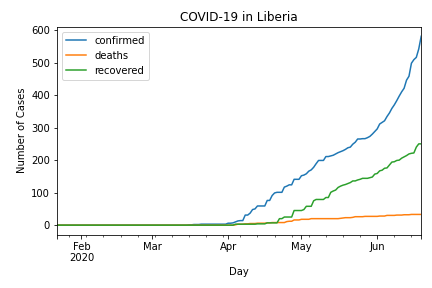 COVID-19 in Liberia
confirmed
deaths
recovered
Number of Cases
600
500
400
300
200
100
0
Feb
2020
Mar
Apr
May
Jun
Day